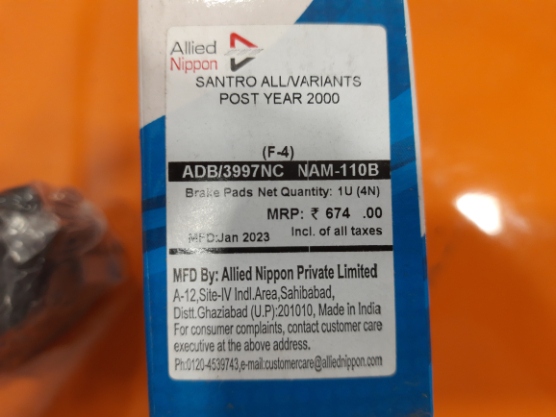 Allied
Nippon
SANTRO ALL/VARIANTS
POST YEAR 2000
(F-4)
ADB/3997NC NAM-110B
Brake Pads Net Quantity: 1U (4N)
MRP: ₹ 674 .00
MFD:Jan 2023 Incl. of all taxes
MFD By: Allied Nippon Private Limited
A-12,Site-IV Indl.Area,Sahibabad,
Distt.Ghaziabad (U.P):201010, Made in India
For consumer complaints, contact customer care
executive at the above address.
Ph:0120-4539743,e-mail:customercare@alliednippon.com